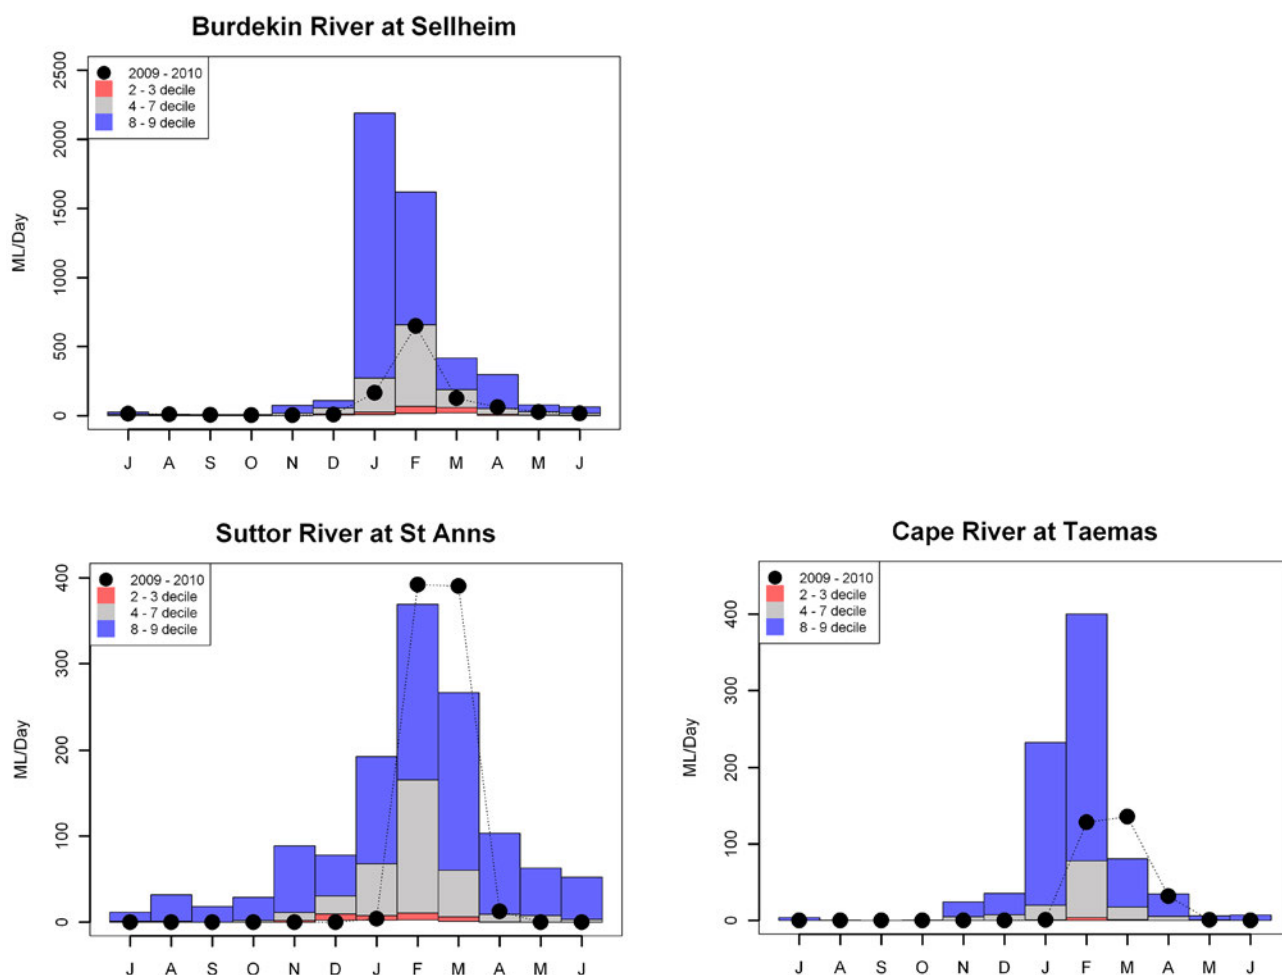 Burdekin River at Sellheim
2009 - 2010
2 - 3 decile
4 - 7 decile
8 - 9 decile
ML/Day
2500
2000
1500
1000
500
0
J A S O N D J F M A M J
Suttor River at St Anns
2009 - 2010
2 - 3 decile
4 - 7 decile
8 - 9 decile
ML/Day
400
300
200
100
0
J A S O N D J F M A M J
Cape River at Taemas
2009 - 2010
2 - 3 decile
4 - 7 decile
8 - 9 decile
ML/Day
400
300
200
100
0
J A S O N D J F M A M J